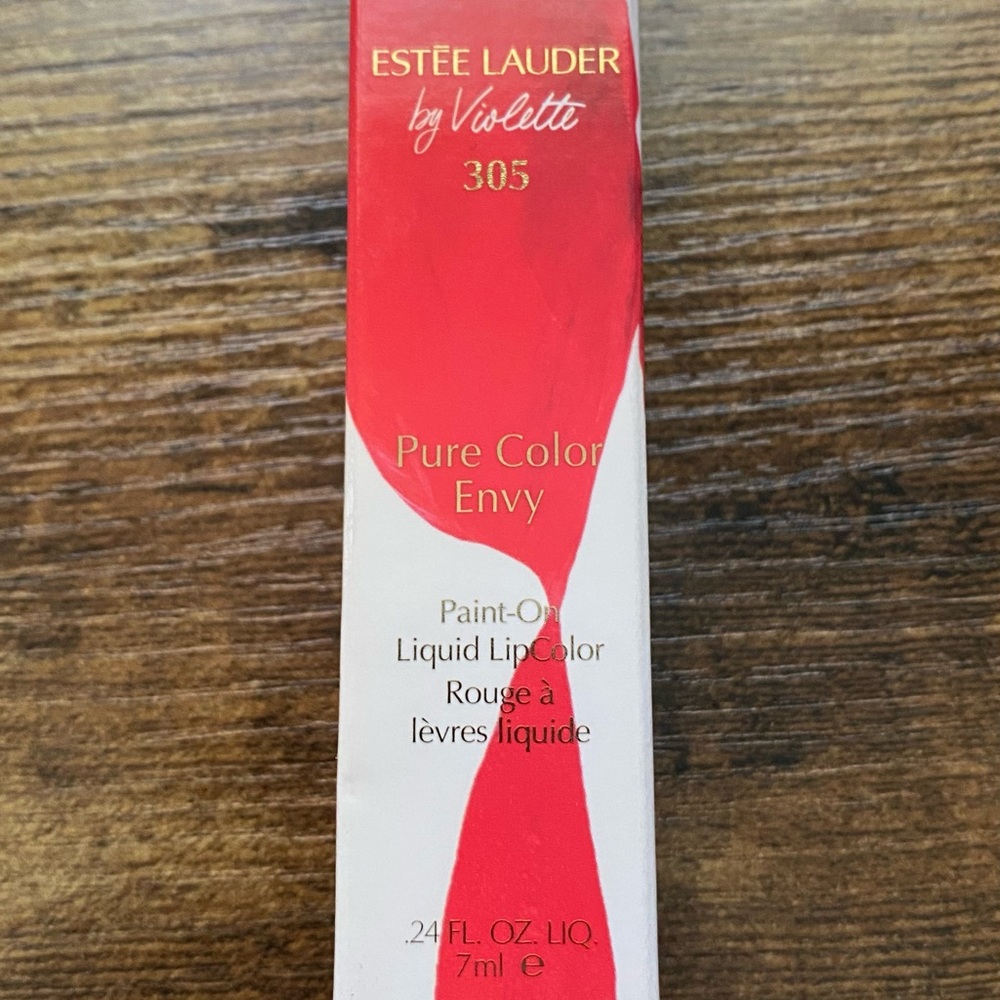 ESTĒE LAUDER
by Violette
305
Pure Color
Envy
Paint-On
Liquid LipColor
Rouge à
lèvres liquide
.24 FL. OZ. LIQ.
7ml ℮